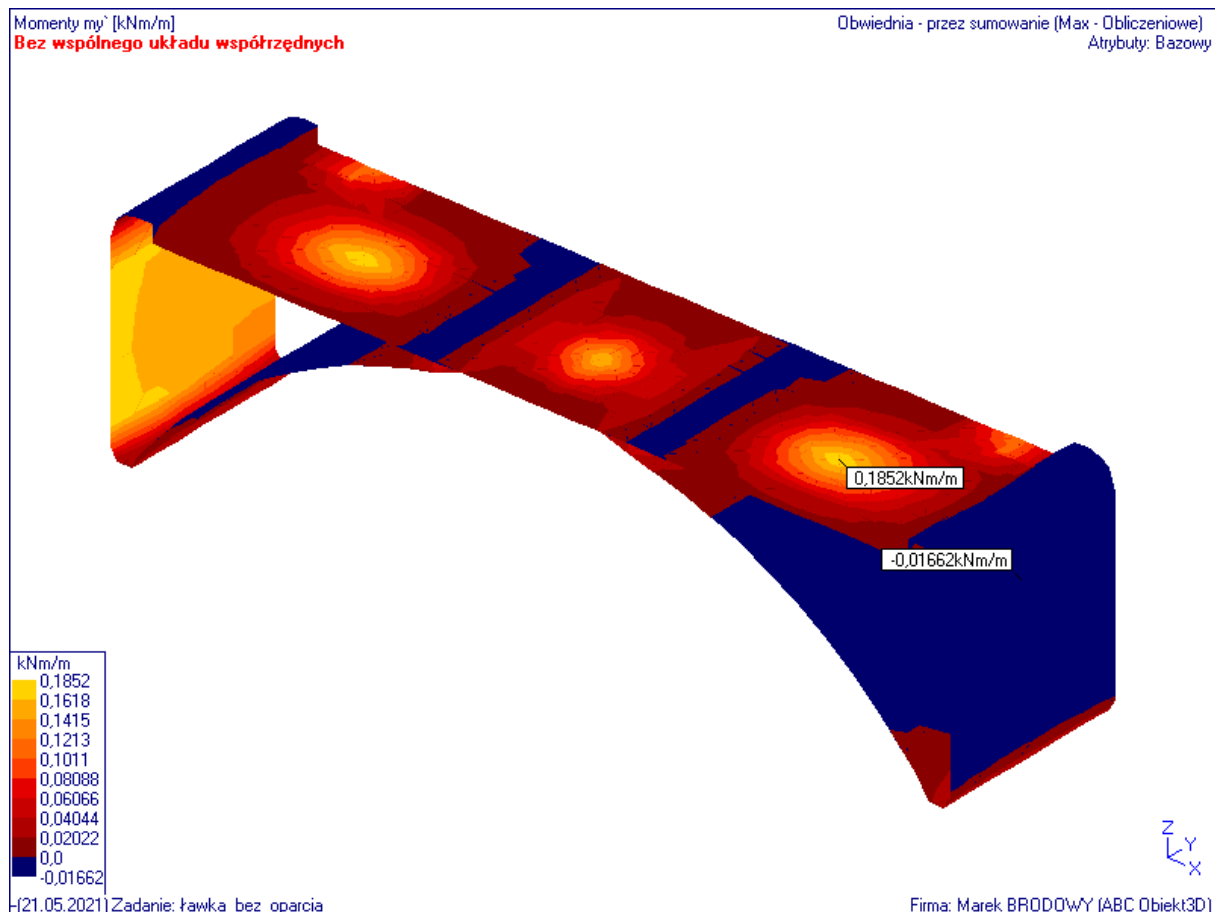 Momenty my` [kNm/m]
Bez wspólnego układu współrzędnych
Obwiednia - przez sumowanie (Max - Obliczeniowe)
Atrybuty: Bazowy
0,1852kNm/m
-0,01662kNm/m
kNm/m
0,1852
0,1618
0,1415
0,1213
0,1011
0,08088
0,06066
0,04044
0,02022
0,0
-0,01662
Z
Y
X
(21.05.2021) Zadanie: ławka_bez_oparcia
Firma: Marek BRODOWY (ABC Obiekt3D)